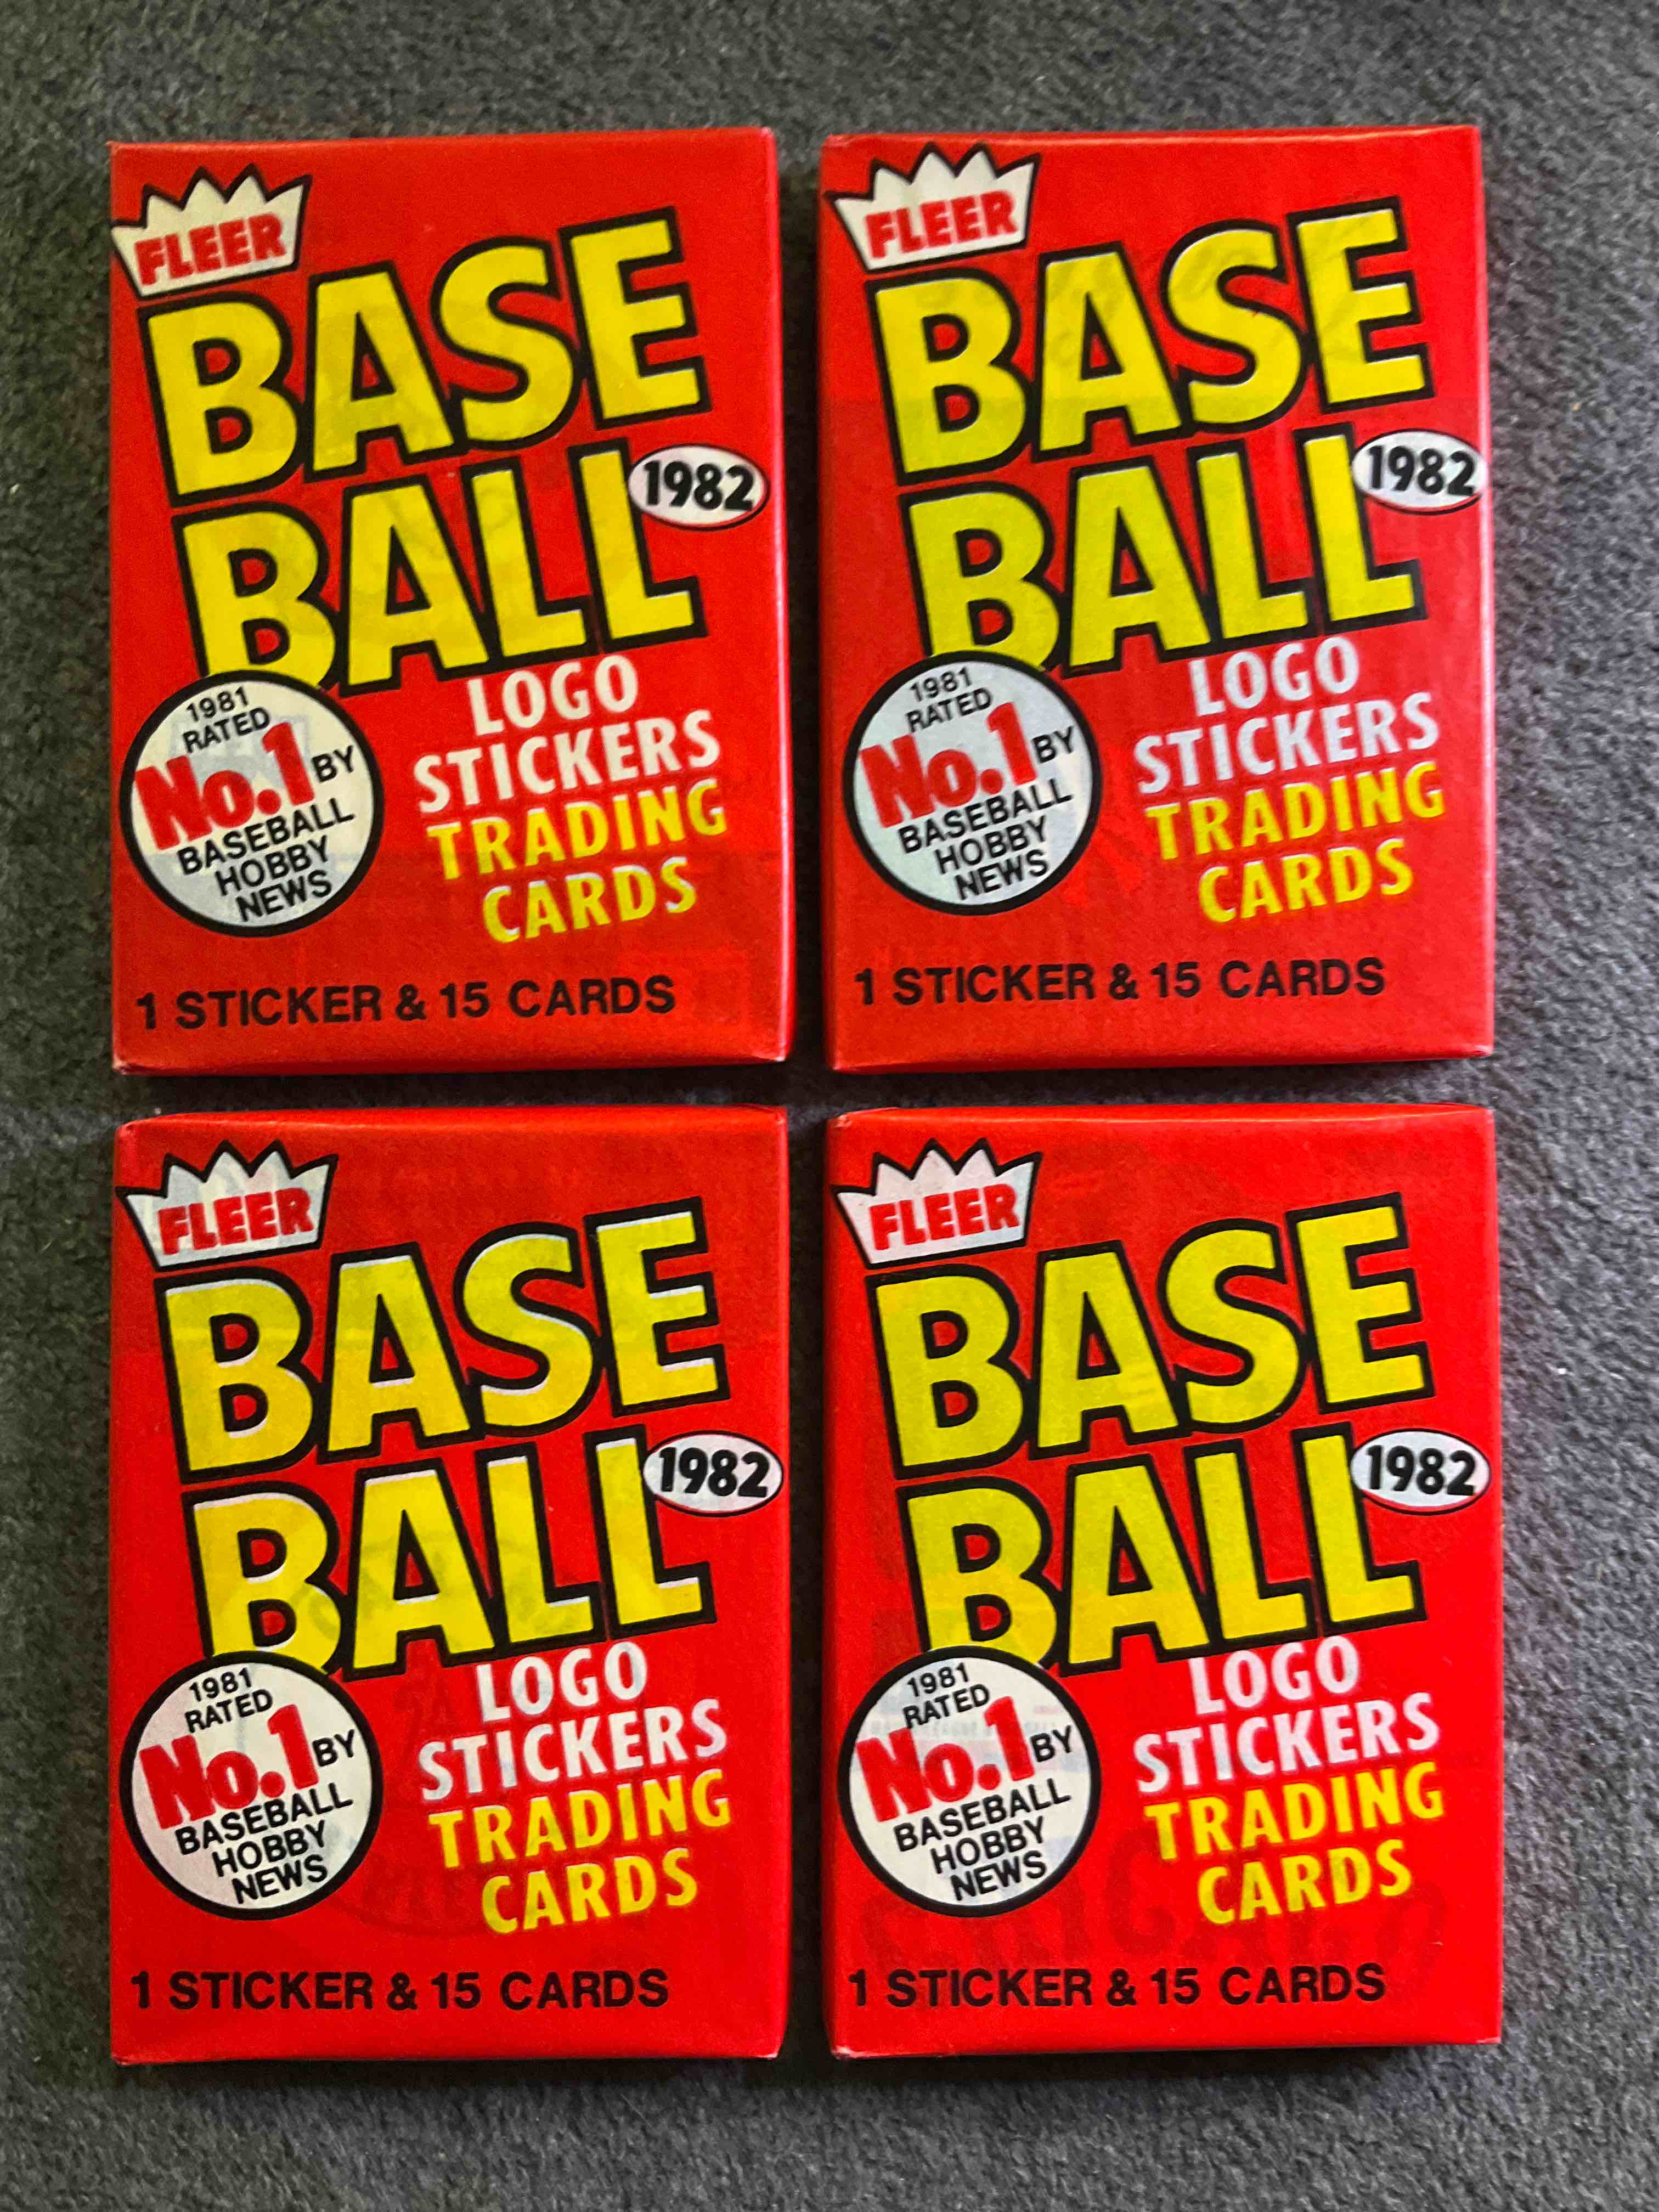 FLEER
BASE
BALL
1982
1981
RATED
No.1 BY
BASEBALL
HOBBY
NEWS
LOGO
STICKERS
TRADING
CARDS
1 STICKER & 15 CARDS
FLEER
BASE
BALL
1982
1981
RATED
No.1 BY
BASEBALL
HOBBY
NEWS
LOGO
STICKERS
TRADING
CARDS
1 STICKER & 15 CARDS
FLEER
BASE
BALL
1982
1981
RATED
No.1 BY
BASEBALL
HOBBY
NEWS
LOGO
STICKERS
TRADING
CARDS
1 STICKER & 15 CARDS
FLEER
BASE
BALL
1982
1981
RATED
No.1 BY
BASEBALL
HOBBY
NEWS
LOGO
STICKERS
TRADING
CARDS
CHICAGO
1 STICKER & 15 CARDS